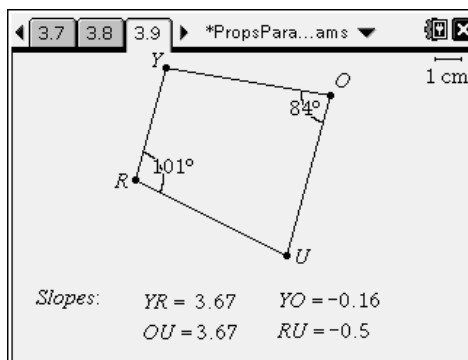 3.7 3.8 3.9 *PropsPara...ams
1 cm
Y
O
84°
101°
R
U
Slopes: YR = 3.67 YO = -0.16
OU = 3.67 RU = -0.5